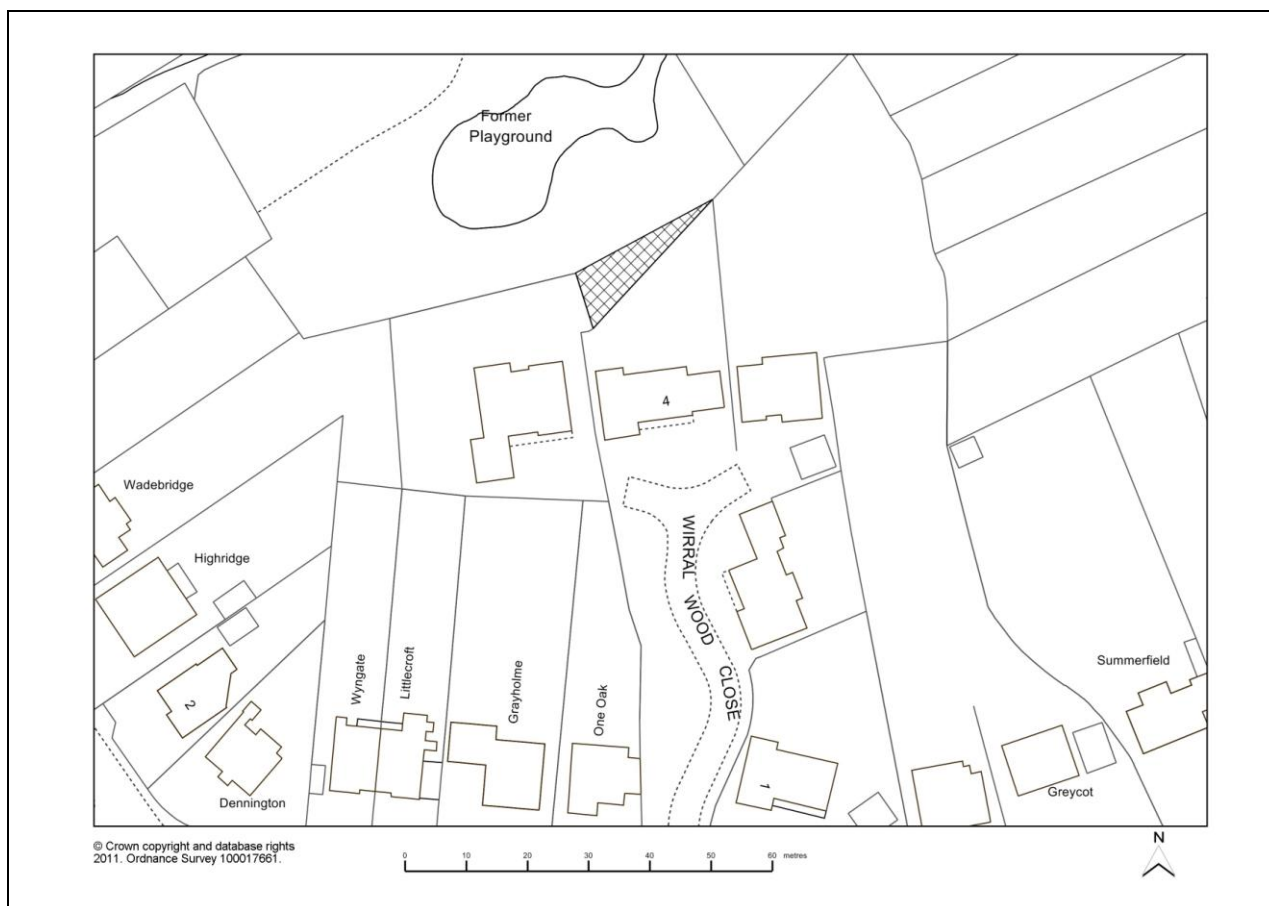 Former
Playground
4
Wadebridge
Highridge
WIRRAL WOOD CLOSE
2
Dennington
Wyngate
Littlecroft
Grayholme
One Oak
1
Summerfield
Greycot
© Crown copyright and database rights
2011. Ordnance Survey 100017661.
0 10 20 30 40 50 60 metres
N